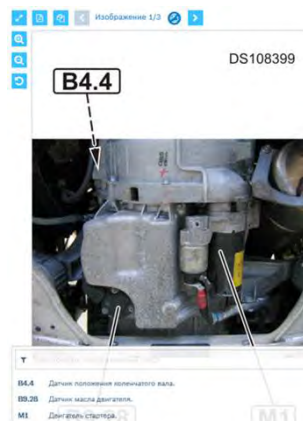 Изображение 1/3
DS108399
B4.4
B4.4 Датчик положения коленчатого вала.
B9.28 Датчик масла двигателя.
M1 Двигатель стартера.
M1